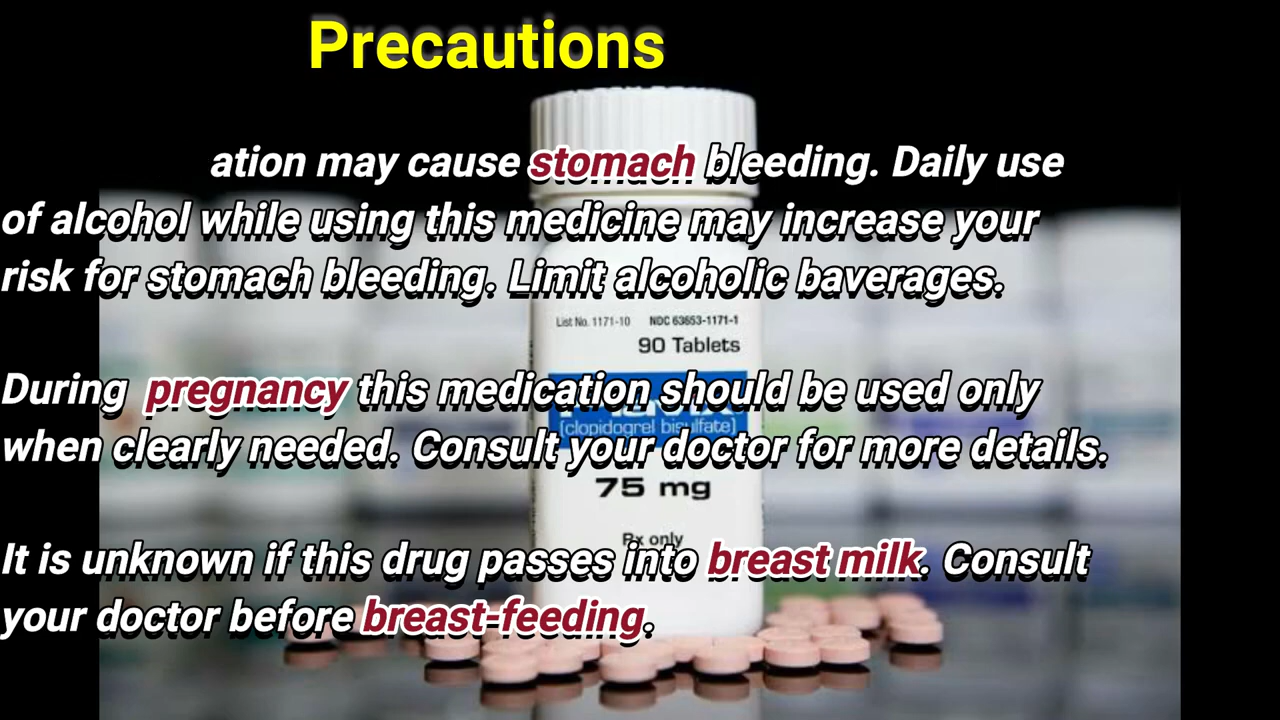 Precautions
ation may cause stomach bleeding. Daily use
of alcohol while using this medicine may increase your
risk for stomach bleeding. Limit alcoholic baverages.
List No. 1171-10 NDC 63653-1171-1
90 Tablets
During pregnancy this medication should be used only
[clopidogrel bisulfate]
when clearly needed. Consult your doctor for more details.
75 mg
Rx only
It is unknown if this drug passes into breast milk. Consult
your doctor before breast-feeding.